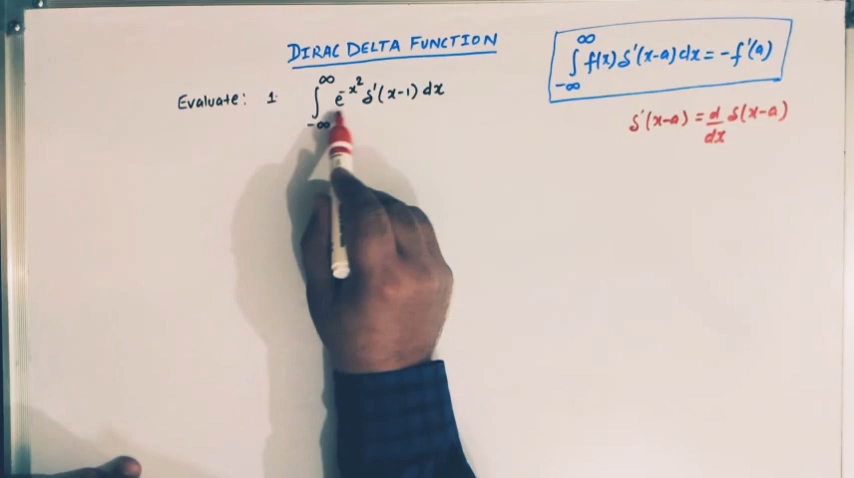 DIRAC DELTA FUNCTION
∫_{-∞}^{∞} f(x) δ'(x-a) dx = -f'(a)
Evaluate: 1. ∫_{-∞}^{∞} e^{-x²} δ'(x-1) dx
δ'(x-a) = d/dx δ(x-a)